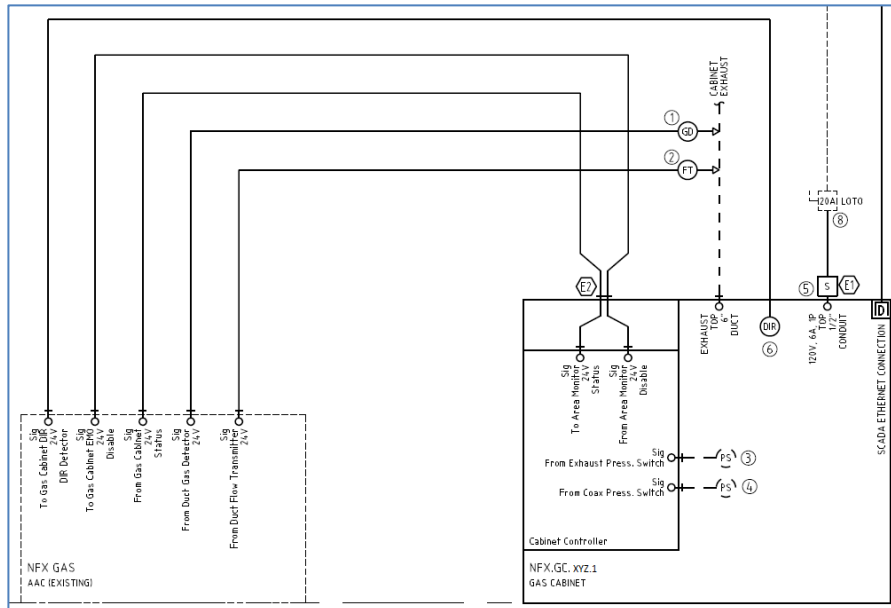 CABINET
EXHAUST
1
GD
2
FT
20A LOTO
8
E2
5
S
E1
ID
EXHAUST
TOP
6"
DUCT
DIR
6
120V, 6A, 1P
TOP
1/2"
CONDUIT
SCADA ETHERNET CONNECTION
Sig
24V
To Area Monitor
Status
Sig
24V
From Area Monitor
Disable
Sig
24V
To Gas Cabinet DIR
DIR Detector
Sig
24V
To Gas Cabinet EMO
Disable
Sig
24V
From Gas Cabinet
Status
Sig
24V
From Duct Gas Detector
Sig
24V
From Duct Flow Transmitter
Sig
From Exhaust Press. Switch
PS
3
Sig
From Coax Press. Switch
PS
4
Cabinet Controller
NFX GAS
AAC (EXISTING)
NFX.GC. XYZ.1
GAS CABINET